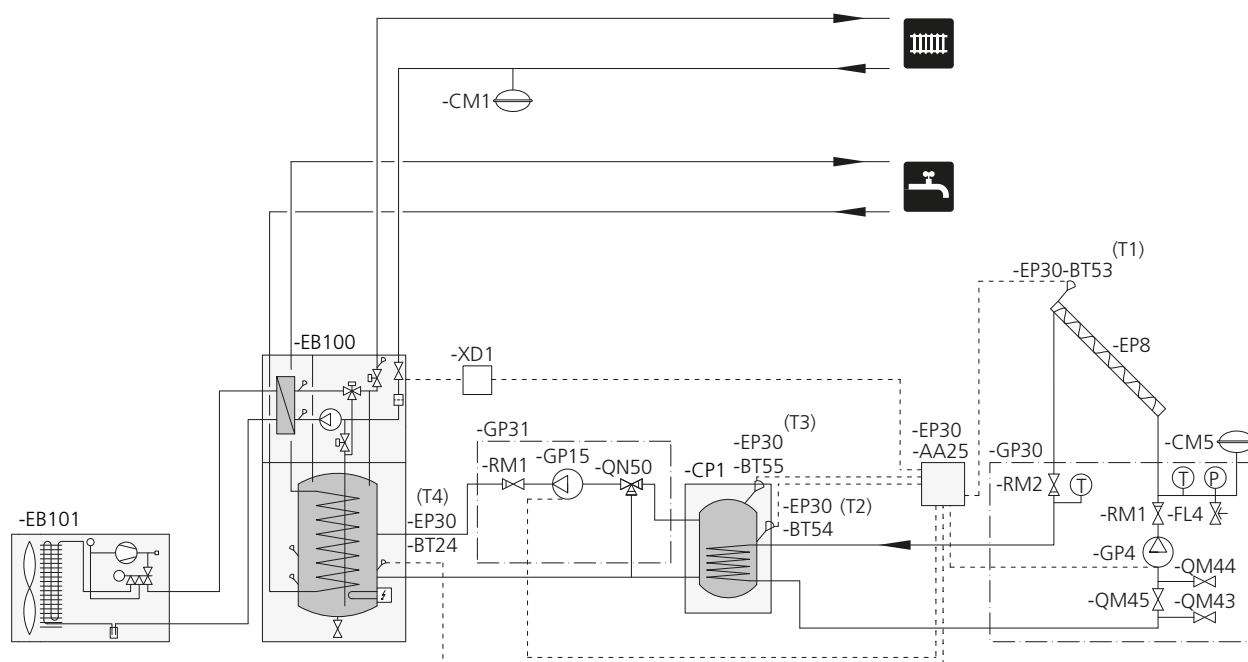 -CM1
(T1)
-EP30-BT53
-EP8
-EB100
-XD1
-GP31
-GP15
-RM1
-QN50
(T3)
-EP30
-BT55
-CP1
-EP30 (T2)
-BT54
-EP30
-AA25
-GP30
-CM5
-RM2
T
T
P
-RM1
-FL4
-GP4
-QM44
-QM45
-QM43
(T4)
-EP30
-BT24
-EB101